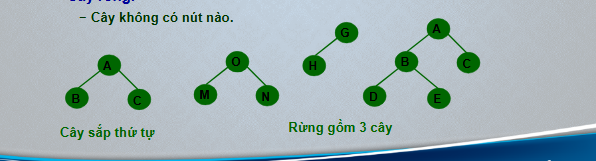 – Cây không có nút nào.
A
B C
O
M N
G
H
A
B C
D E
Cây sắp thứ tự
Rừng gồm 3 cây